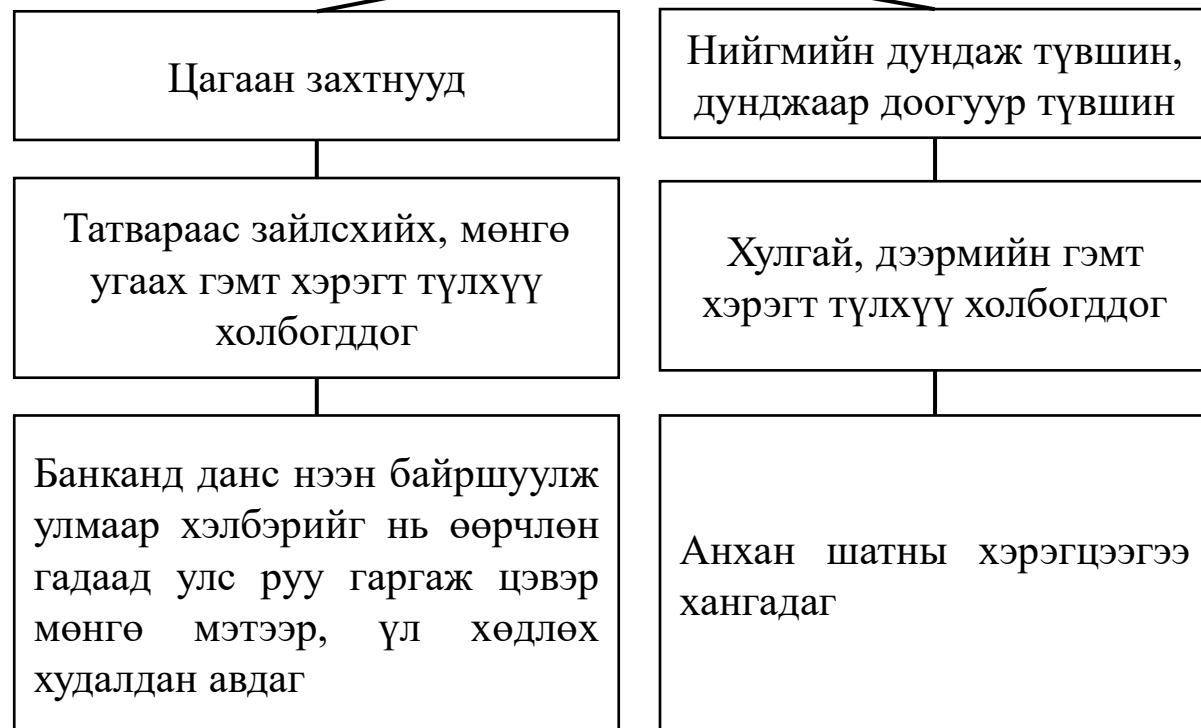 Цагаан захтнууд
Нийгмийн дундаж түвшин,
дунджаар доогуур түвшин
Татвараас зайлсхийх, мөнгө
угаах гэмт хэрэгт түлхүү
холбогддог
Хулгай, дээрмийн гэмт
хэрэгт түлхүү холбогддог
Банканд данс нээн байршуулж
улмаар хэлбэрийг нь өөрчлөн
гадаад улс руу гаргаж цэвэр
мөнгө мэтээр, үл хөдлөх
худалдан авдаг
Анхан шатны хэрэгцээгээ
хангадаг